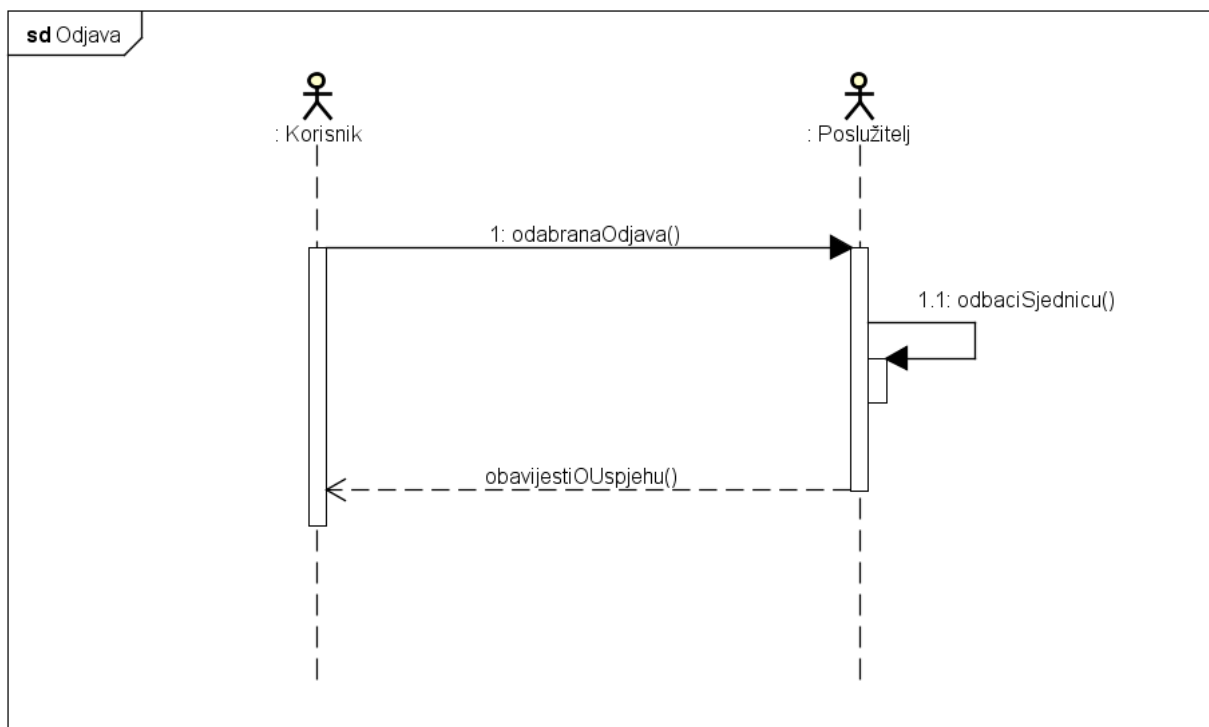 sd Odjava
: Korisnik
: Poslužitelj
1: odabranaOdjava()
1.1: odbaciSjednicu()
obavijestiOUspjehu()